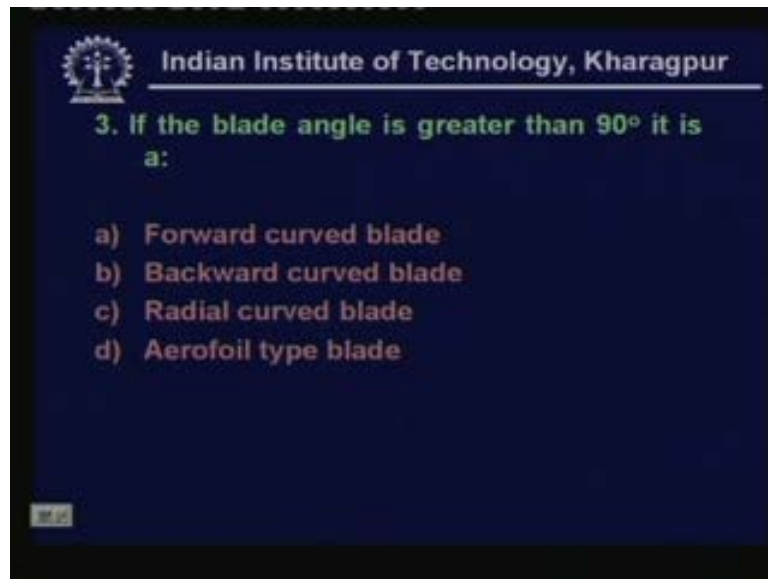 Indian Institute of Technology, Kharagpur
3. If the blade angle is greater than 90º it is
a:
a) Forward curved blade
b) Backward curved blade
c) Radial curved blade
d) Aerofoil type blade